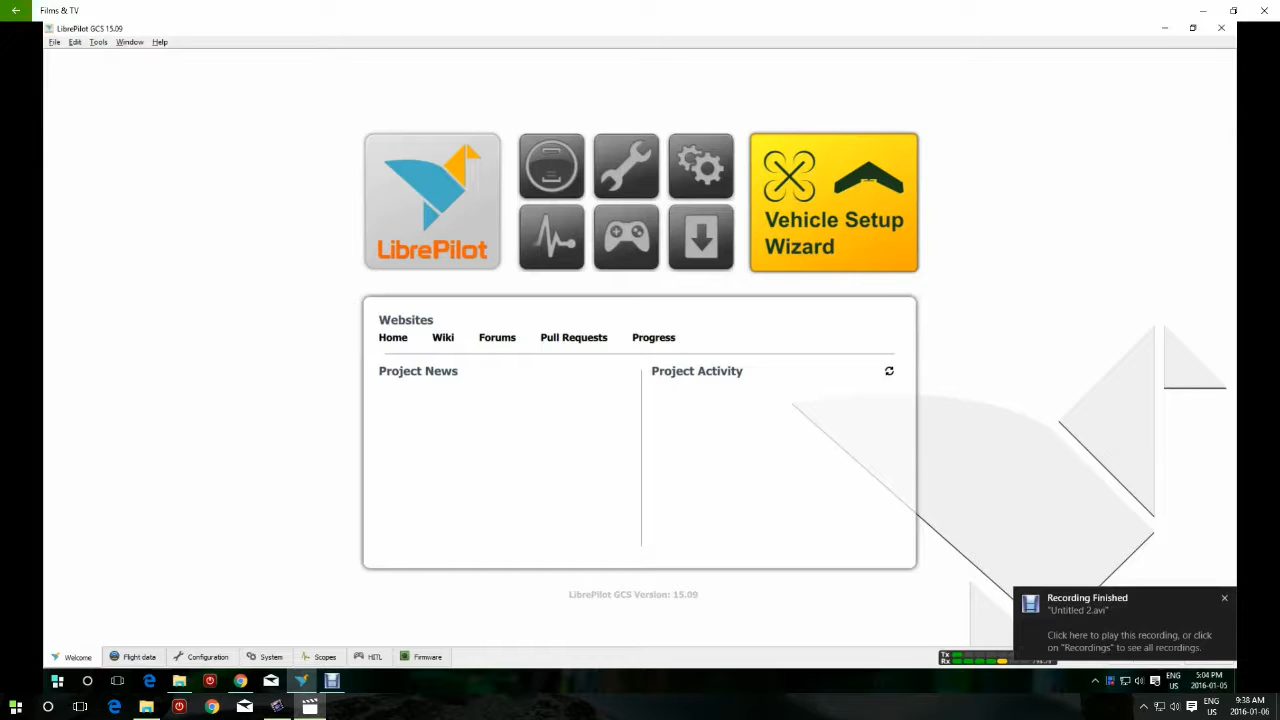 Films & TV
LibrePilot GCS 15.09
File Edit Tools Window Help
LibrePilot
Vehicle Setup
Wizard
Websites
Home Wiki Forums Pull Requests Progress
Project News
Project Activity
LibrePilot GCS Version: 15.09
Recording Finished
"Untitled 2.avi"
Click here to play this recording, or click
on "Recordings" to see all recordings.
Welcome Flight data Configuration System Scopes HITL Firmware
Tx
Rx
ENG
US
5:04 PM
2016-01-05
ENG
US
9:38 AM
2016-01-06